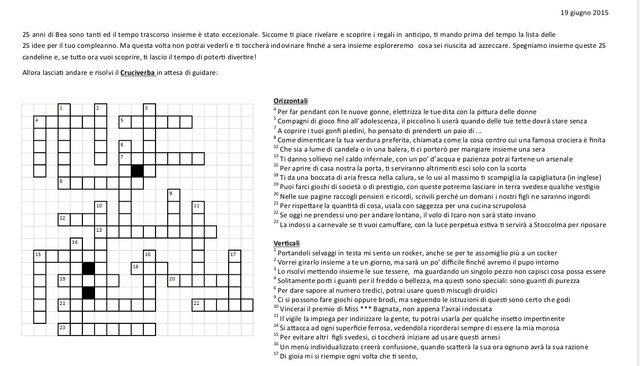 19 giugno 2015
25 anni di Bea sono tanti ed il tempo trascorso insieme è stato eccezionale. Siccome ti piace rivelare e scoprire i regali in anticipo, ti mando prima del tempo la lista delle
25 idee per il tuo compleanno. Ma questa volta non potrai vederli e ti toccherà indovinare finché a sera insieme esploreremo cosa sei riuscita ad azzeccare. Spegniamo insieme queste 25
candeline e, se tutto ora vuoi scoprire, ti lascio il tempo di poterti divertire!
Allora lasciati andare e risolvi il Cruciverba in attesa di guidare:
Orizzontali
4 Per far pendant con le nuove gonne, elettrizza le tue dita con la pittura delle donne
5 Compagni di gioco fino all'adolescenza, il piccolino li userà quando delle tue tette dovrà stare senza
7 A coprire i tuoi gonfi piedini, ho pensato di prenderti un paio di ...
8 Come dimenticare la tua verdura preferita, chiamata come la cosa contro cui una famosa crociera è finita
12 Che sia a lume di candela o in una balera, ti ci porterò per mangiare insieme una sera
13 Ti danno sollievo nel caldo infernale, con un po' d'acqua e pazienza potrai fartene un arsenale
15 Per aprire di casa nostra la porta, ti serviranno altrimenti esci solo con la scorta
18 Ti da una boccata di aria fresca nella calura, se lo usi al massimo ti scompiglia la capigliatura (in inglese)
19 Puoi farci giochi di società o di prestigio, con queste potremo lasciare in terra svedese qualche vestigio
20 Nelle sue pagine raccogli pensieri e ricordi, scrivili perché un domani i nostri figli ne saranno ingordi
21 Per rispettare la quantità di cosa, usala con saggezza per una cucina scrupolosa
22 Se oggi ne prendessi uno per andare lontano, il volo di Icaro non sarà stato invano
23 La indossi a carnevale se ti vuoi camuffare, con la luce perpetua estiva ti servirà a Stoccolma per riposare
Verticali
1 Portandoli selvaggi in testa mi sento un rocker, anche se per te assomiglio più a un cocker
2 Vorrei girarlo insieme a te un giorno, ma sarà un po' difficile finché avremo il pupo intorno
3 Lo risolvi mettendo insieme le sue tessere, ma guardando un singolo pezzo non capisci cosa possa essere
4 Solitamente porti i guanti per il freddo o bellezza, ma questi sono speciali: sono guanti di purezza
6 Per dare sapore al numero tredici, potrai usare questi miscugli druidici
9 Ci si possono fare giochi oppure brodi, ma seguendo le istruzioni di questi sono certo che godi
10 Vincerai il premio di Miss *** Bagnata, non appena l'avrai indossata
11 Il vigile la impiega per indirizzare la gente, tu potrai usarla per qualche insetto impertinente
14 Si attacca ad ogni superficie ferrosa, vedendola ricorderai sempre di essere la mia morosa
15 Per evitare altri figli svedesi, ci toccherà iniziare ad usare questi arnesi
16 Un menù individualizzato creerà confusione, quando scatterà la sua ora ognuno avrà la sua razione
17 Di gioia mi si riempie ogni volta che ti sento,